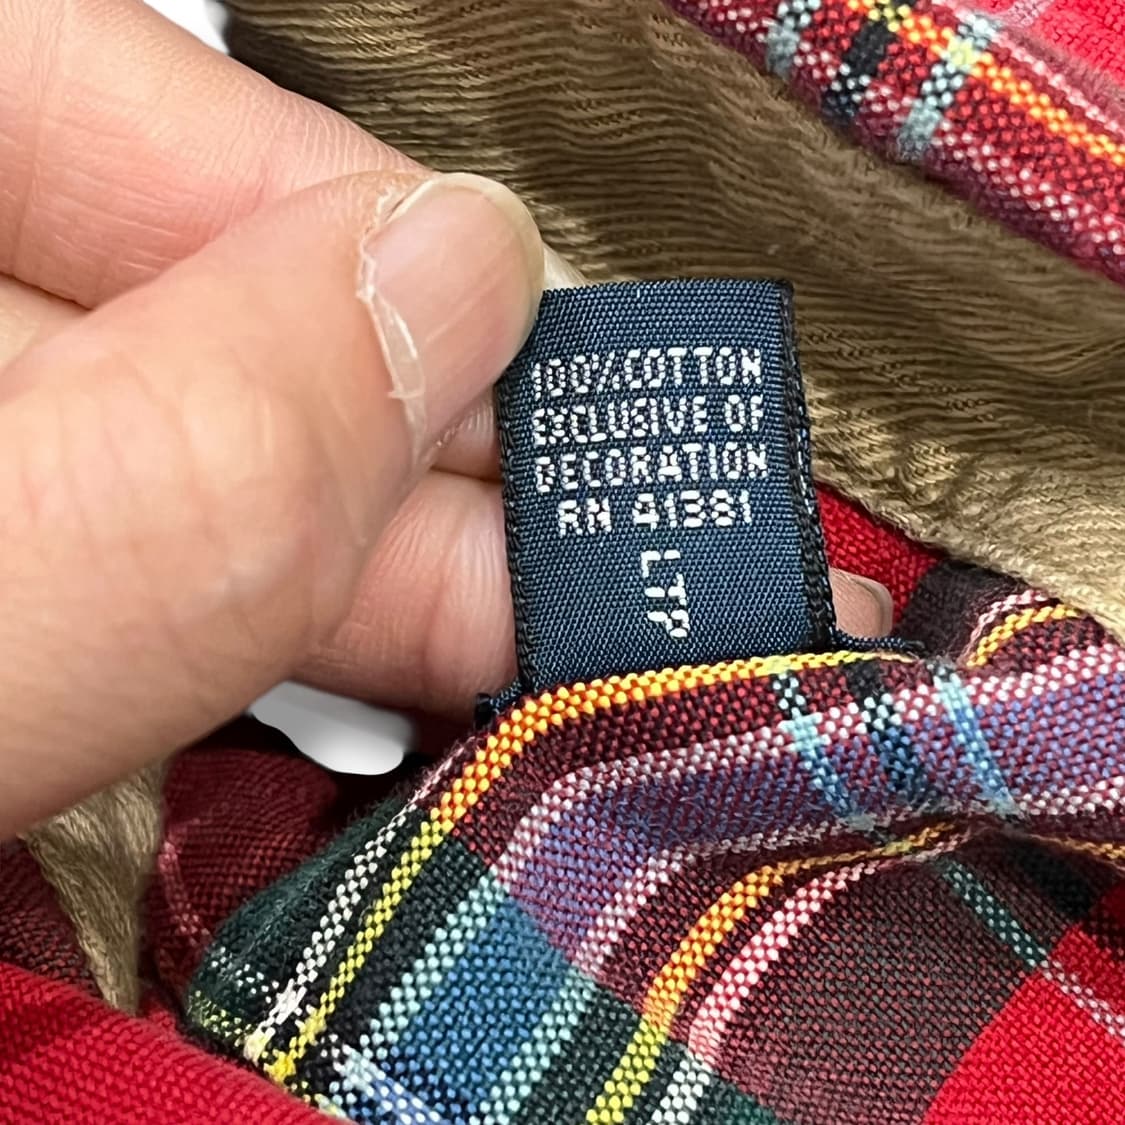 100% COTTON
EXCLUSIVE OF
DECORATION
RN 41381
LTP